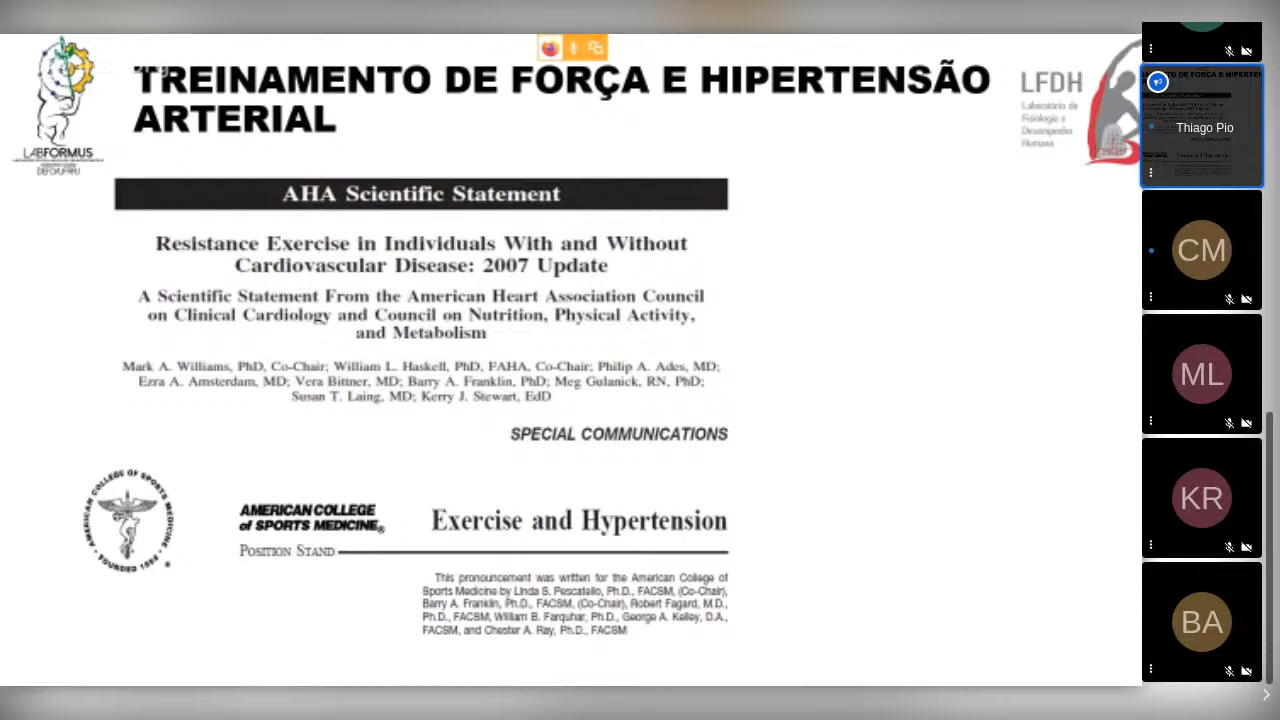 TREINAMENTO DE FORÇA E HIPERTENSÃO
ARTERIAL
LABFORMUS
LFDH
Laboratório de
Fisiologia e
Desempenho
Humano
AHA Scientific Statement
Resistance Exercise in Individuals With and Without
Cardiovascular Disease: 2007 Update
A Scientific Statement From the American Heart Association Council
on Clinical Cardiology and Council on Nutrition, Physical Activity,
and Metabolism
Mark A. Williams, PhD, Co-Chair; William L. Haskell, PhD, FAHA, Co-Chair; Philip A. Ades, MD;
Ezra A. Amsterdam, MD; Vera Bittner, MD; Barry A. Franklin, PhD; Meg Gulanick, RN, PhD;
Susan T. Laing, MD; Kerry J. Stewart, EdD
SPECIAL COMMUNICATIONS
AMERICAN COLLEGE OF SPORTS MEDICINE
FOUNDED 1954
AMERICAN COLLEGE
of SPORTS MEDICINE®
POSITION STAND
Exercise and Hypertension
This pronouncement was written for the American College of
Sports Medicine by Linda S. Pescatello, Ph.D., FACSM, (Co-Chair),
Barry A. Franklin, Ph.D., FACSM, (Co-Chair), Robert Fagard, M.D.,
Ph.D., FACSM, William B. Farquhar, Ph.D., George A. Kelley, D.A.,
FACSM, and Chester A. Ray, Ph.D., FACSM
Thiago Pio
CM
ML
KR
BA